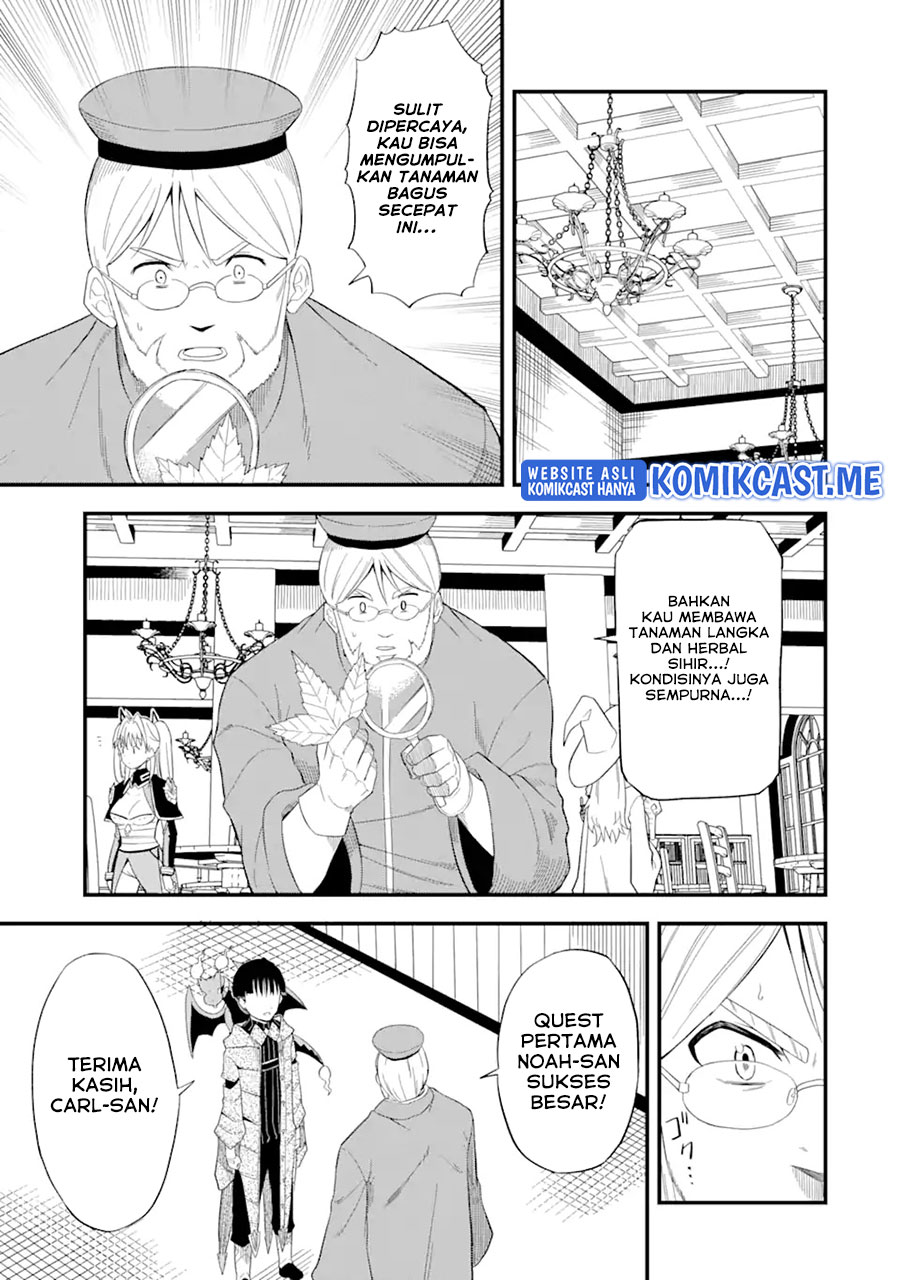 SULIT
DIPERCAYA,
KAU BISA
MENGUMPUL-
KAN TANAMAN
BAGUS
SECEPAT
INI...
WEBSITE ASLI
KOMIKCAST HANYA
KOMIKCAST.ME
BAHKAN
KAU MEMBAWA
TANAMAN LANGKA
DAN HERBAL
SIHIR...!
KONDISINYA JUGA
SEMPURNA...!
ゴク...
QUEST
PERTAMA
NOAH-SAN
SUKSES
BESAR!
TERIMA
KASIH,
CARL-SAN!